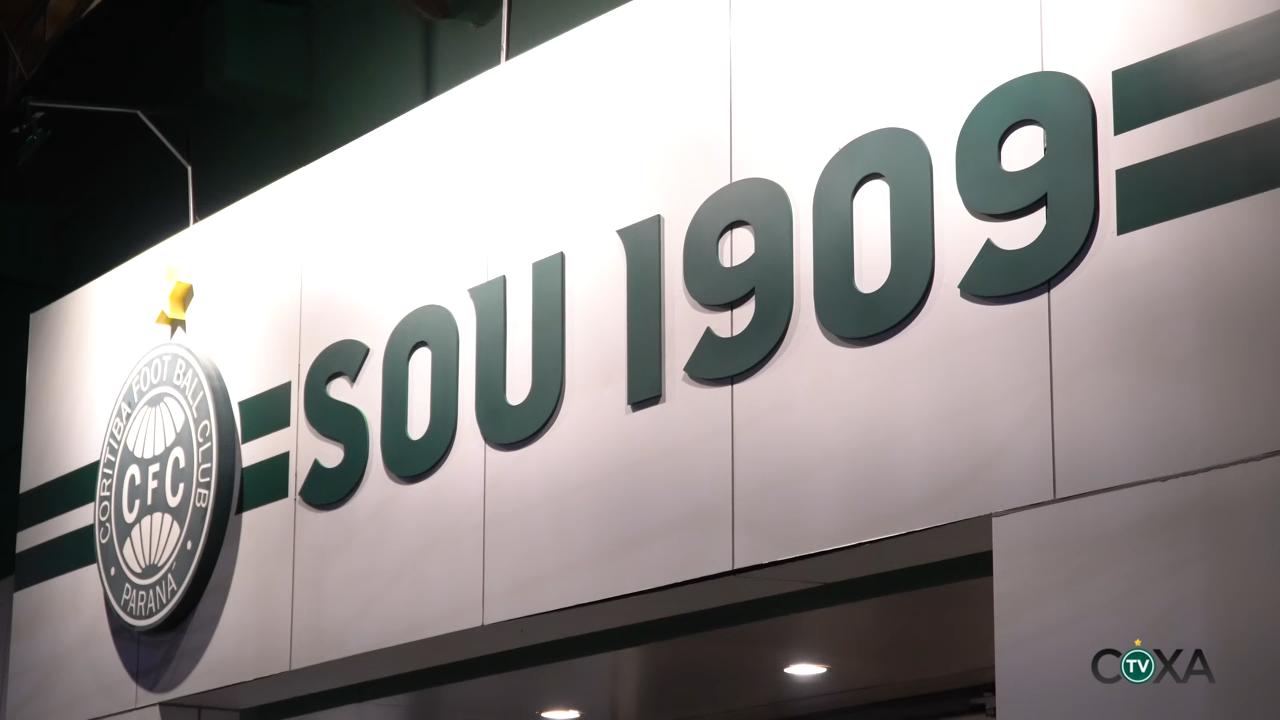 SOU 1909
CORITIBA FOOT BALL CLUB
CFC
• PARANÁ •
COXA
TV